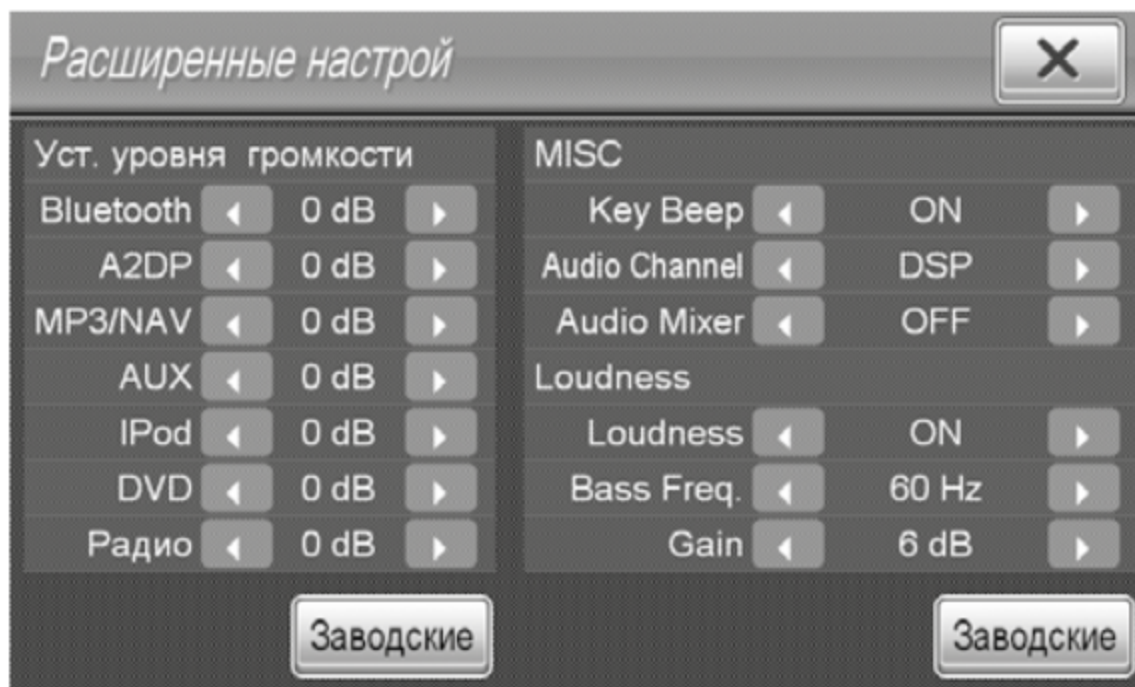 Расширенные настрой
Уст. уровня громкости
Bluetooth 0 dB
A2DP 0 dB
MP3/NAV 0 dB
AUX 0 dB
IPod 0 dB
DVD 0 dB
Радио 0 dB
Заводские
MISC
Key Beep ON
Audio Channel DSP
Audio Mixer OFF
Loudness
Loudness ON
Bass Freq. 60 Hz
Gain 6 dB
Заводские